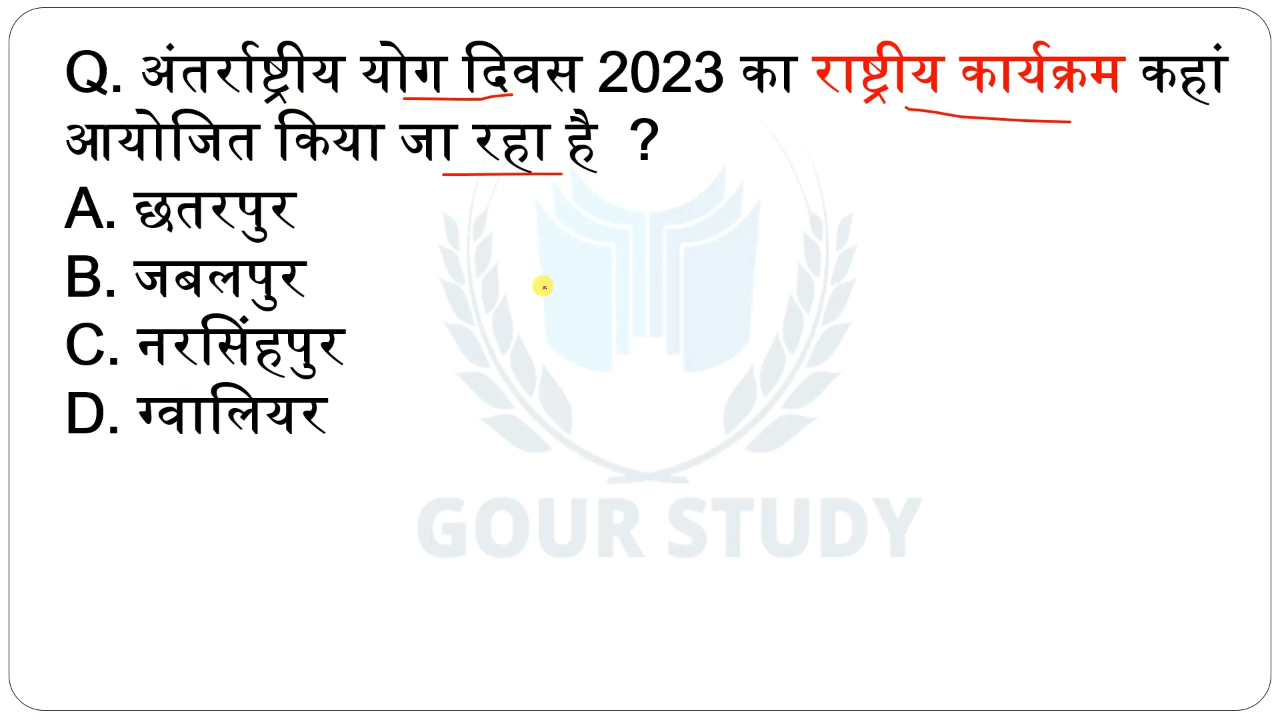 Q. अंतर्राष्ट्रीय योग दिवस 2023 का राष्ट्रीय कार्यक्रम कहां
आयोजित किया जा रहा है ?
A. छतरपुर
B. जबलपुर
C. नरसिंहपुर
D. ग्वालियर
GOUR STUDY